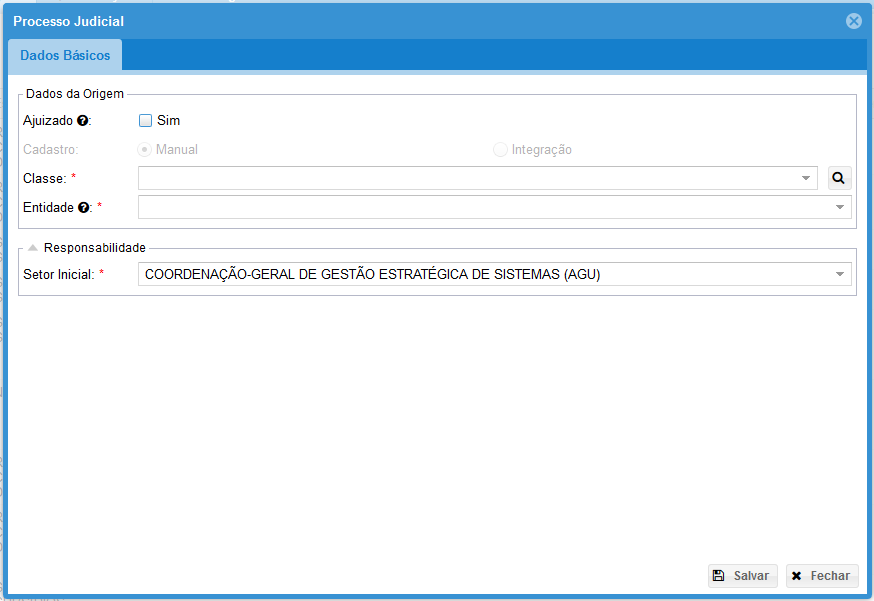 Processo Judicial
Dados Básicos
Dados da Origem
Ajuizado ?: Sim
Cadastro: Manual Integração
Classe: *
Entidade ?: *
Responsabilidade
Setor Inicial: * COORDENAÇÃO-GERAL DE GESTÃO ESTRATÉGICA DE SISTEMAS (AGU)
Salvar Fechar